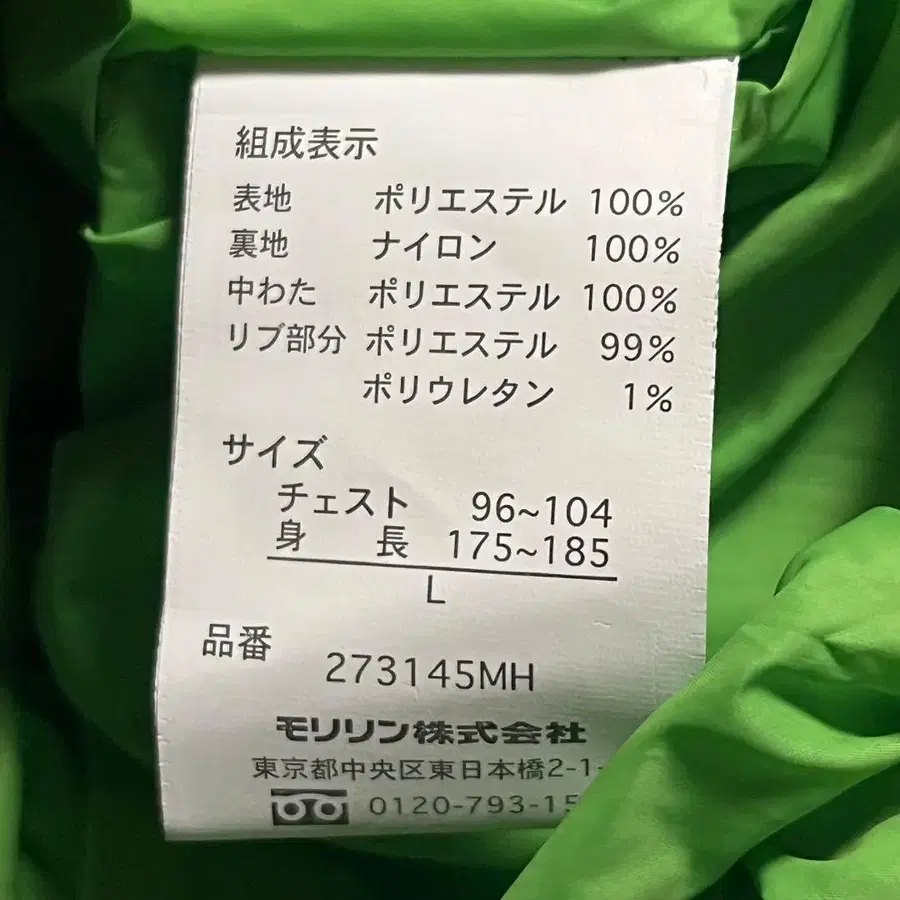 組成表示
表地 ポリエステル 100%
裏地 ナイロン 100%
中わた ポリエステル 100%
リブ部分 ポリエステル 99%
ポリウレタン 1%
サイズ
チェスト 96~104
身長 175~185
L
品番
273145MH
モリリン株式会社
東京都中央区東日本橋2-1-
0120-793-15